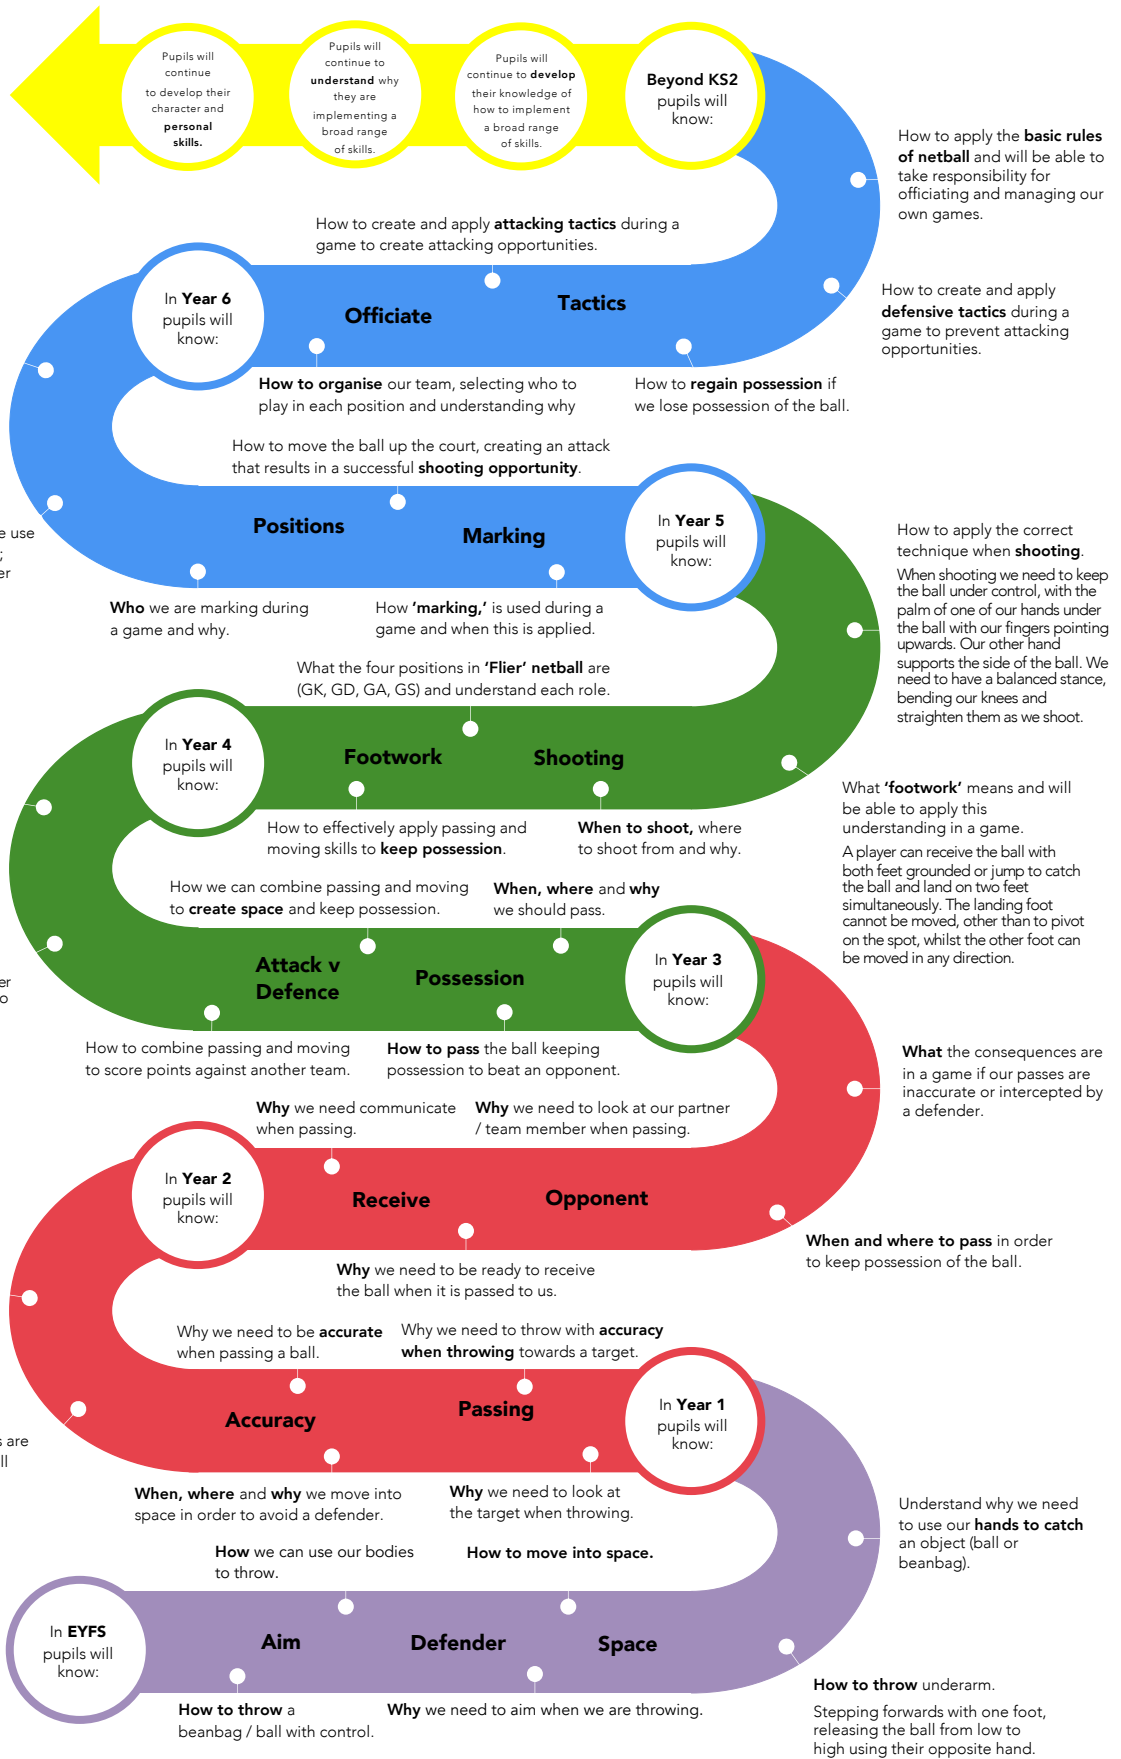 Pupils will
continue
to develop their
character and
personal
skills.
Pupils will
continue to
understand why
they are
implementing a
broad range
of skills.
Pupils will
continue to develop
their knowledge of
how to implement
a broad range
of skills.
Beyond KS2
pupils will
know:
How to apply the basic rules
of netball and will be able to
take responsibility for
officiating and managing our
own games.
How to create and apply attacking tactics during a
game to create attacking opportunities.
In Year 6
pupils will
know:
Officiate
Tactics
How to create and apply
defensive tactics during a
game to prevent attacking
opportunities.
How to organise our team, selecting who to
play in each position and understanding why
How to regain possession if
we lose possession of the ball.
How to move the ball up the court, creating an attack
that results in a successful shooting opportunity.
e use
;
er
Positions
Marking
In Year 5
pupils will
know:
How to apply the correct
technique when shooting.
When shooting we need to keep
the ball under control, with the
palm of one of our hands under
the ball with our fingers pointing
upwards. Our other hand
supports the side of the ball. We
need to have a balanced stance,
bending our knees and
straighten them as we shoot.
Who we are marking during
a game and why.
How ‘marking,’ is used during a
game and when this is applied.
What the four positions in ‘Flier’ netball are
(GK, GD, GA, GS) and understand each role.
In Year 4
pupils will
know:
Footwork
Shooting
What ‘footwork’ means and will
be able to apply this
understanding in a game.
A player can receive the ball with
both feet grounded or jump to catch
the ball and land on two feet
simultaneously. The landing foot
cannot be moved, other than to pivot
on the spot, whilst the other foot can
be moved in any direction.
How to effectively apply passing and
moving skills to keep possession.
When to shoot, where
to shoot from and why.
How we can combine passing and moving
to create space and keep possession.
When, where and why
we should pass.
er
o
Attack v
Defence
Possession
In Year 3
pupils will
know:
How to combine passing and moving
to score points against another team.
How to pass the ball keeping
possession to beat an opponent.
What the consequences are
in a game if our passes are
inaccurate or intercepted by
a defender.
Why we need communicate
when passing.
Why we need to look at our partner
/ team member when passing.
In Year 2
pupils will
know:
Receive
Opponent
When and where to pass in order
to keep possession of the ball.
Why we need to be ready to receive
the ball when it is passed to us.
Why we need to be accurate
when passing a ball.
Why we need to throw with accuracy
when throwing towards a target.
s are
ll
Accuracy
Passing
In Year 1
pupils will
know:
When, where and why we move into
space in order to avoid a defender.
Why we need to look at
the target when throwing.
Understand why we need
to use our hands to catch
an object (ball or
beanbag).
How we can use our bodies
to throw.
How to move into space.
In EYFS
pupils will
know:
Aim
Defender
Space
How to throw a
beanbag / ball with control.
Why we need to aim when we are throwing.
How to throw underarm.
Stepping forwards with one foot,
releasing the ball from low to
high using their opposite hand.